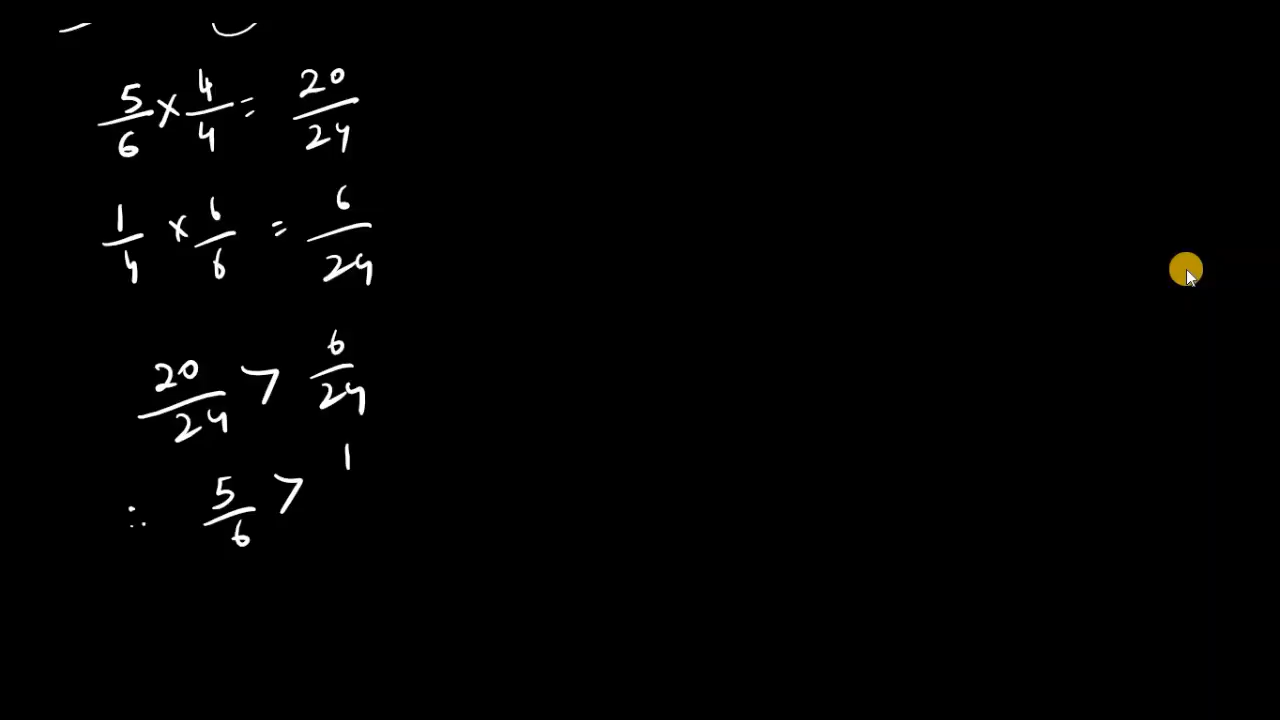 5/6 × 4/4 = 20/24
1/4 × 6/6 = 6/24
20/24 > 6/24
∴ 5/6 > 1